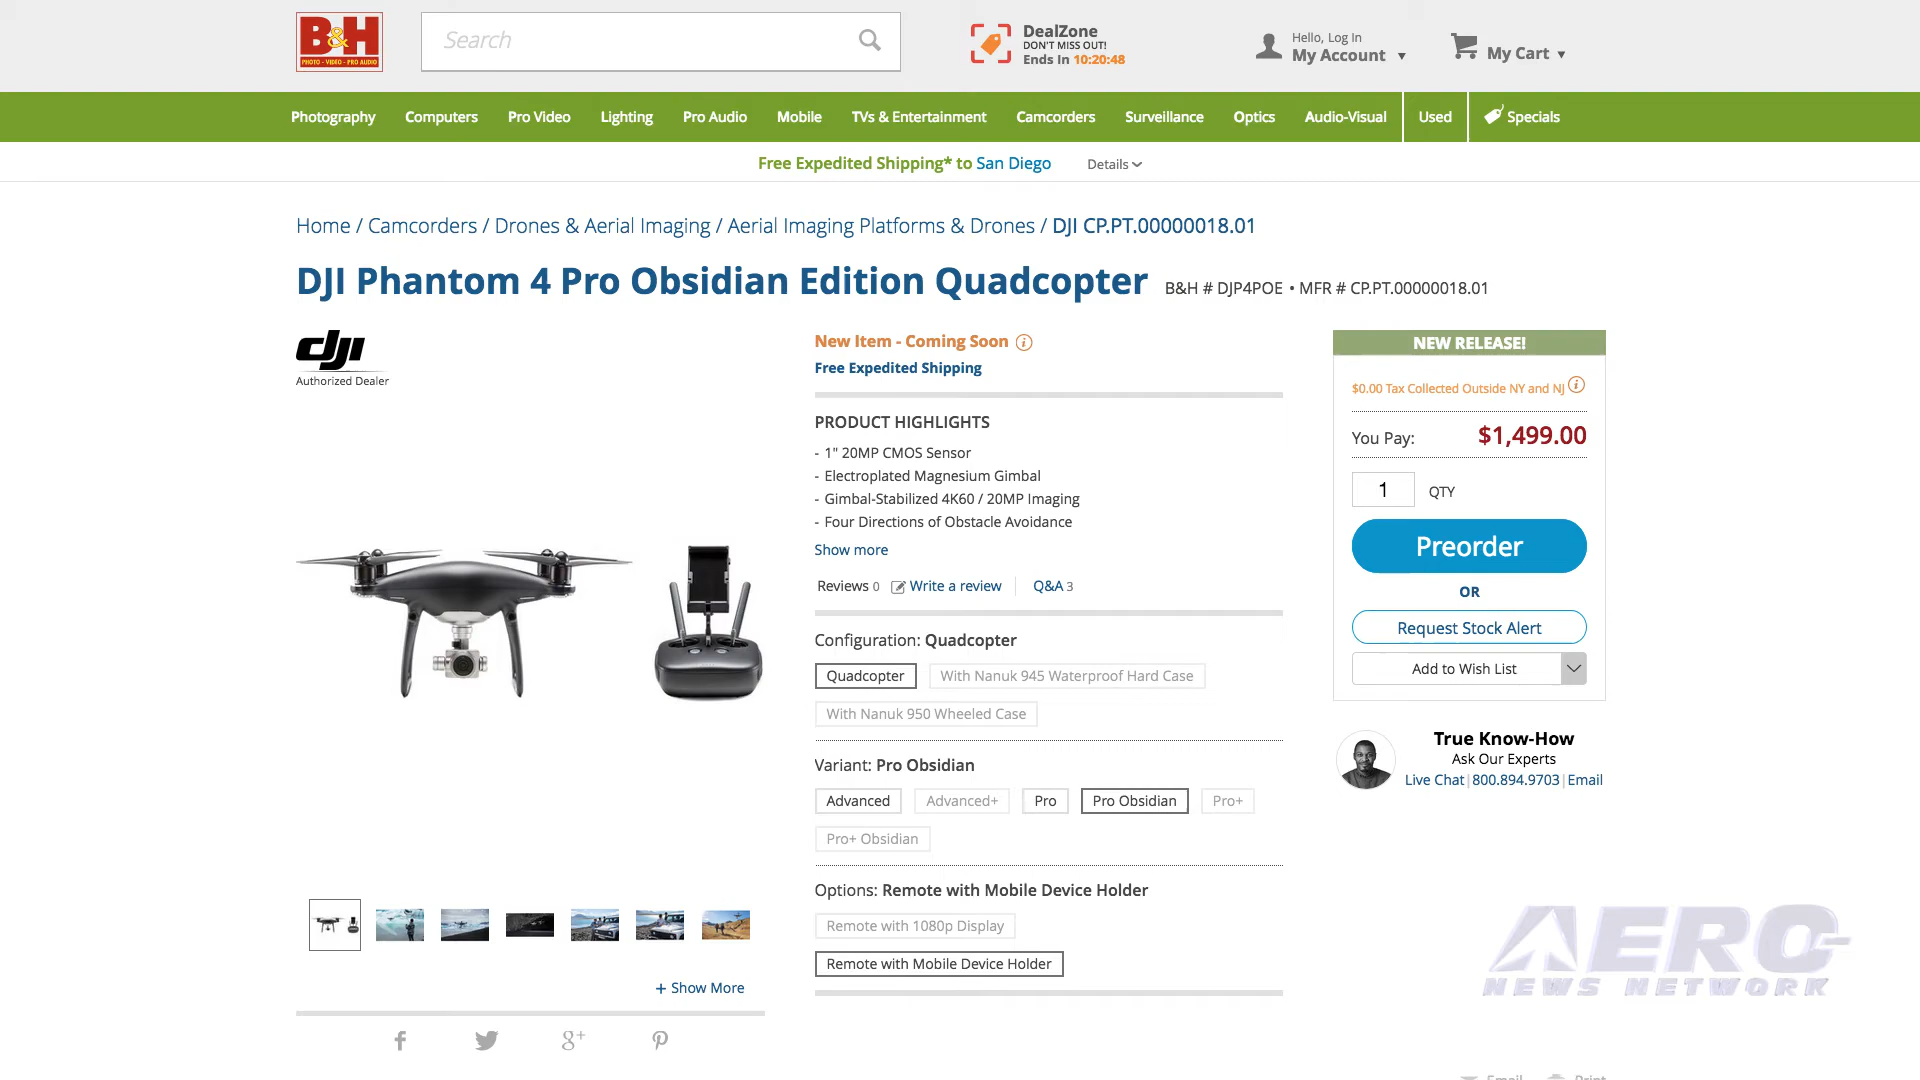 B&H
PHOTO - VIDEO - PRO AUDIO
Search
DealZone
DON'T MISS OUT!
Ends In 10:20:48
Hello, Log In
My Account
My Cart
Photography
Computers
Pro Video
Lighting
Pro Audio
Mobile
TVs & Entertainment
Camcorders
Surveillance
Optics
Audio-Visual
Used
Specials
Free Expedited Shipping* to San Diego
Details
Home / Camcorders / Drones & Aerial Imaging / Aerial Imaging Platforms & Drones / DJI CP.PT.00000018.01
DJI Phantom 4 Pro Obsidian Edition Quadcopter B&H # DJP4POE • MFR # CP.PT.00000018.01
dji
Authorized Dealer
+ Show More
New Item - Coming Soon
Free Expedited Shipping
PRODUCT HIGHLIGHTS
- 1" 20MP CMOS Sensor
- Electroplated Magnesium Gimbal
- Gimbal-Stabilized 4K60 / 20MP Imaging
- Four Directions of Obstacle Avoidance
Show more
Reviews 0 Write a review Q&A 3
Configuration: Quadcopter
Quadcopter With Nanuk 945 Waterproof Hard Case
With Nanuk 950 Wheeled Case
Variant: Pro Obsidian
Advanced Advanced+ Pro Pro Obsidian Pro+
Pro+ Obsidian
Options: Remote with Mobile Device Holder
Remote with 1080p Display
Remote with Mobile Device Holder
NEW RELEASE!
$0.00 Tax Collected Outside NY and NJ
You Pay: $1,499.00
1 QTY
Preorder
OR
Request Stock Alert
Add to Wish List
True Know-How
Ask Our Experts
Live Chat | 800.894.9703 | Email
AERO-
NEWS NETWORK
Email Print